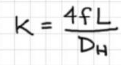 K = 4fL / D_H